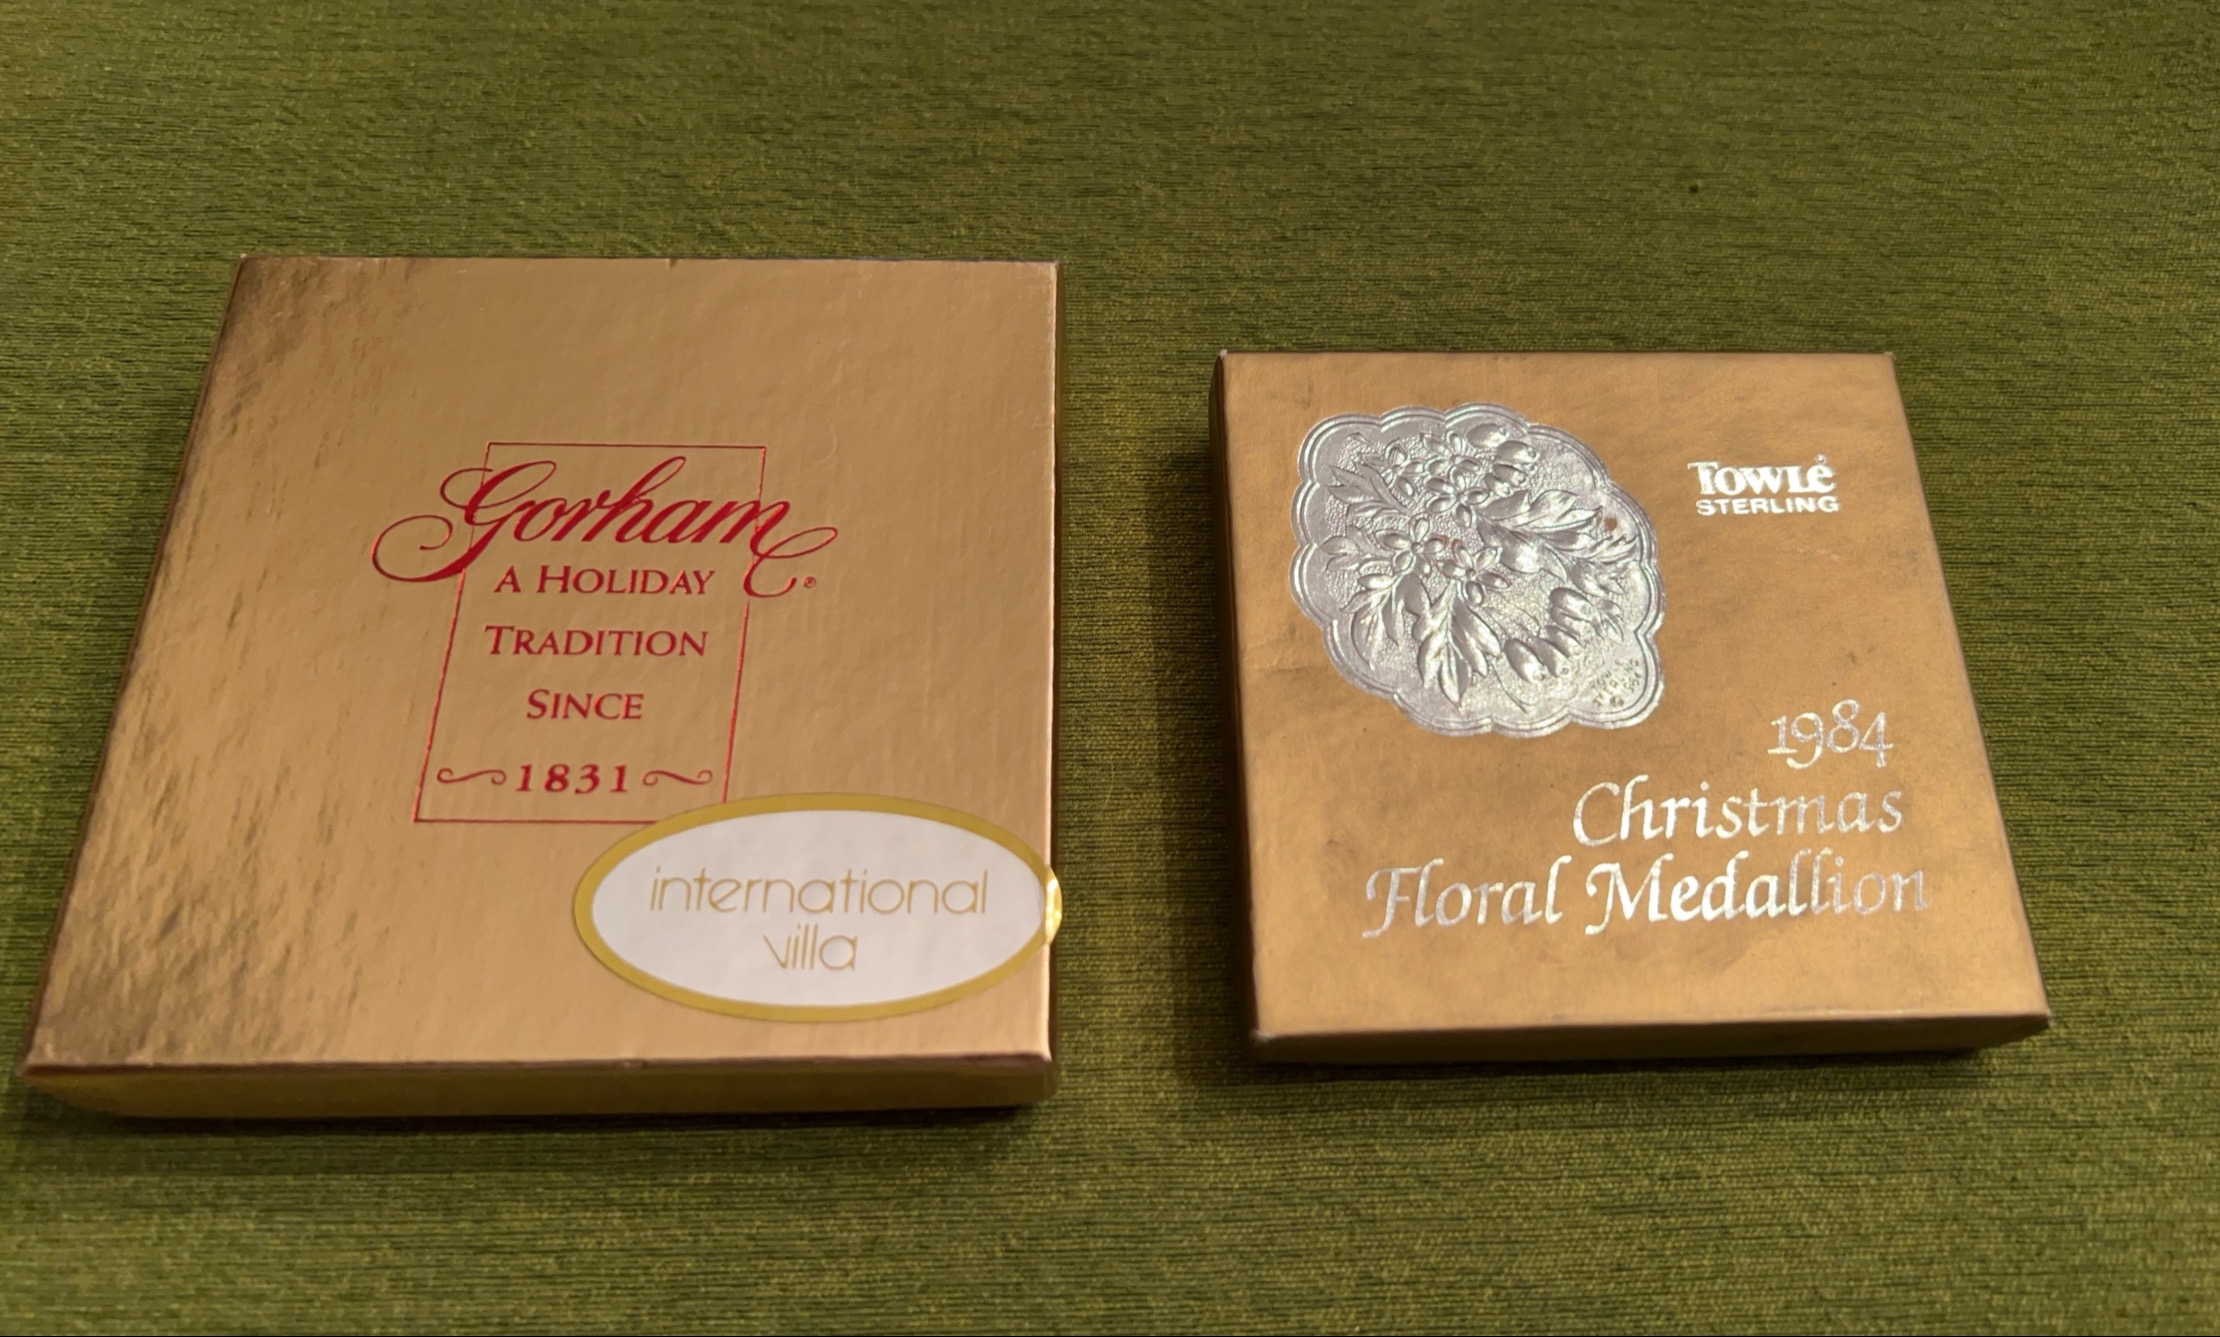 Gorham®
A HOLIDAY
TRADITION
SINCE
1831
international
villa
TOWLE®
STERLING
1984
Christmas
Floral Medallion